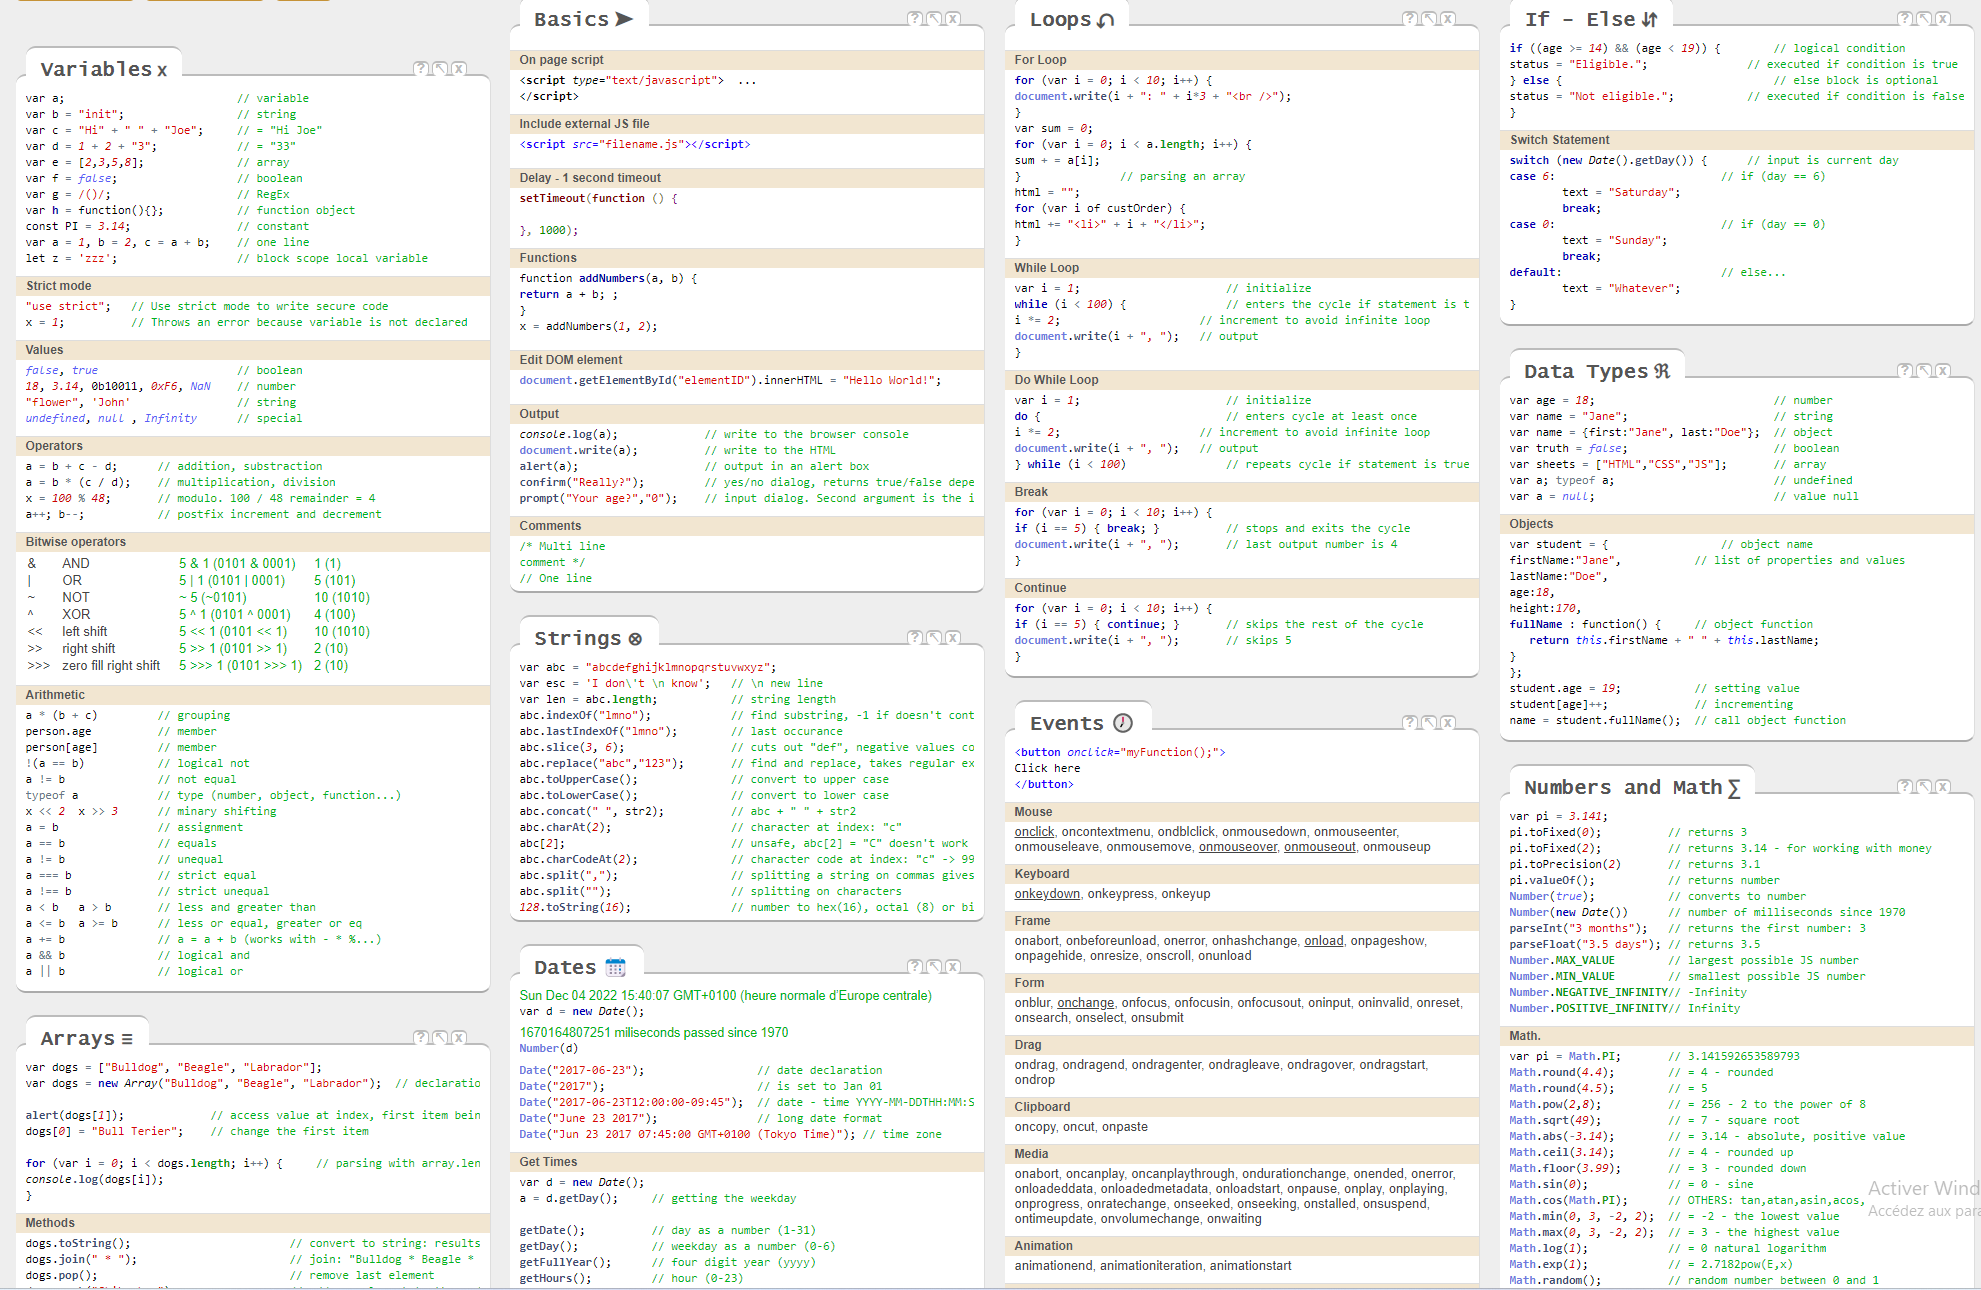 Variables x
var a; // variable
var b = "init"; // string
var c = "Hi" + " " + "Joe"; // = "Hi Joe"
var d = 1 + 2 + "3"; // = "33"
var e = [2,3,5,8]; // array
var f = false; // boolean
var g = /()/; // RegEx
var h = function(){}; // function object
const PI = 3.14; // constant
var a = 1, b = 2, c = a + b; // one line
let z = 'zzz'; // block scope local variable
Strict mode
"use strict"; // Use strict mode to write secure code
x = 1; // Throws an error because variable is not declared
Values
false, true // boolean
18, 3.14, 0b10011, 0xF6, NaN // number
"flower", 'John' // string
undefined, null , Infinity // special
Operators
a = b + c - d; // addition, substraction
a = b * (c / d); // multiplication, division
x = 100 % 48; // modulo. 100 / 48 remainder = 4
a++; b--; // postfix increment and decrement
Bitwise operators
& AND 5 & 1 (0101 & 0001) 1 (1)
| OR 5 | 1 (0101 | 0001) 5 (101)
~ NOT ~ 5 (~0101) 10 (1010)
^ XOR 5 ^ 1 (0101 ^ 0001) 4 (100)
<< left shift 5 << 1 (0101 << 1) 10 (1010)
>> right shift 5 >> 1 (0101 >> 1) 2 (10)
>>> zero fill right shift 5 >>> 1 (0101 >>> 1) 2 (10)
Arithmetic
a * (b + c) // grouping
person.age // member
person[age] // member
!(a == b) // logical not
a != b // not equal
typeof a // type (number, object, function...)
x << 2 x >> 3 // minary shifting
a = b // assignment
a == b // equals
a != b // unequal
a === b // strict equal
a !== b // strict unequal
a < b a > b // less and greater than
a <= b a >= b // less or equal, greater or eq
a += b // a = a + b (works with - * %...)
a && b // logical and
a || b // logical or
Arrays ≡
var dogs = ["Bulldog", "Beagle", "Labrador"];
var dogs = new Array("Bulldog", "Beagle", "Labrador"); // declaratio
alert(dogs[1]); // access value at index, first item bein
dogs[0] = "Bull Terier"; // change the first item
for (var i = 0; i < dogs.length; i++) { // parsing with array.len
console.log(dogs[i]);
}
Methods
dogs.toString(); // convert to string: results
dogs.join(" * "); // join: "Bulldog * Beagle *
dogs.pop(); // remove last element
Basics ➤
On page script
<script type="text/javascript"> ...
</script>
Include external JS file
<script src="filename.js"></script>
Delay - 1 second timeout
setTimeout(function () {
}, 1000);
Functions
function addNumbers(a, b) {
return a + b; ;
}
x = addNumbers(1, 2);
Edit DOM element
document.getElementById("elementID").innerHTML = "Hello World!";
Output
console.log(a); // write to the browser console
document.write(a); // write to the HTML
alert(a); // output in an alert box
confirm("Really?"); // yes/no dialog, returns true/false depe
prompt("Your age?","0"); // input dialog. Second argument is the i
Comments
/* Multi line
comment */
// One line
Strings ⊗
var abc = "abcdefghijklmnopqrstuvwxyz";
var esc = 'I don\'t \n know'; // \n new line
var len = abc.length; // string length
abc.indexOf("lmno"); // find substring, -1 if doesn't cont
abc.lastIndexOf("lmno"); // last occurance
abc.slice(3, 6); // cuts out "def", negative values co
abc.replace("abc","123"); // find and replace, takes regular ex
abc.toUpperCase(); // convert to upper case
abc.toLowerCase(); // convert to lower case
abc.concat(" ", str2); // abc + " " + str2
abc.charAt(2); // character at index: "c"
abc[2]; // unsafe, abc[2] = "C" doesn't work
abc.charCodeAt(2); // character code at index: "c" -> 99
abc.split(","); // splitting a string on commas gives
abc.split(""); // splitting on characters
128.toString(16); // number to hex(16), octal (8) or bi
Dates
Sun Dec 04 2022 15:40:07 GMT+0100 (heure normale d'Europe centrale)
var d = new Date();
1670164807251 miliseconds passed since 1970
Number(d)
Date("2017-06-23"); // date declaration
Date("2017"); // is set to Jan 01
Date("2017-06-23T12:00:00-09:45"); // date - time YYYY-MM-DDTHH:MM:S
Date("June 23 2017"); // long date format
Date("Jun 23 2017 07:45:00 GMT+0100 (Tokyo Time)"); // time zone
Get Times
var d = new Date();
a = d.getDay(); // getting the weekday
getDate(); // day as a number (1-31)
getDay(); // weekday as a number (0-6)
getFullYear(); // four digit year (yyyy)
getHours(); // hour (0-23)
Loops
For Loop
for (var i = 0; i < 10; i++) {
document.write(i + ": " + i*3 + "<br />");
}
var sum = 0;
for (var i = 0; i < a.length; i++) {
sum + = a[i];
} // parsing an array
html = "";
for (var i of custOrder) {
html += "<li>" + i + "</li>";
}
While Loop
var i = 1; // initialize
while (i < 100) { // enters the cycle if statement is t
i *= 2; // increment to avoid infinite loop
document.write(i + ", "); // output
}
Do While Loop
var i = 1; // initialize
do { // enters cycle at least once
i *= 2; // increment to avoid infinite loop
document.write(i + ", "); // output
} while (i < 100) // repeats cycle if statement is true
Break
for (var i = 0; i < 10; i++) {
if (i == 5) { break; } // stops and exits the cycle
document.write(i + ", "); // last output number is 4
}
Continue
for (var i = 0; i < 10; i++) {
if (i == 5) { continue; } // skips the rest of the cycle
document.write(i + ", "); // skips 5
}
Events
<button onclick="myFunction();">
Click here
</button>
Mouse
onclick, oncontextmenu, ondblclick, onmousedown, onmouseenter,
onmouseleave, onmousemove, onmouseover, onmouseout, onmouseup
Keyboard
onkeydown, onkeypress, onkeyup
Frame
onabort, onbeforeunload, onerror, onhashchange, onload, onpageshow,
onpagehide, onresize, onscroll, onunload
Form
onblur, onchange, onfocus, onfocusin, onfocusout, oninput, oninvalid, onreset,
onsearch, onselect, onsubmit
Drag
ondrag, ondragend, ondragenter, ondragleave, ondragover, ondragstart,
ondrop
Clipboard
oncopy, oncut, onpaste
Media
onabort, oncanplay, oncanplaythrough, ondurationchange, onended, onerror,
onloadeddata, onloadedmetadata, onloadstart, onpause, onplay, onplaying,
onprogress, onratechange, onseeked, onseeking, onstalled, onsuspend,
ontimeupdate, onvolumechange, onwaiting
Animation
animationend, animationiteration, animationstart
If - Else ⇵
if ((age >= 14) && (age < 19)) { // logical condition
status = "Eligible."; // executed if condition is true
} else { // else block is optional
status = "Not eligible."; // executed if condition is false
}
Switch Statement
switch (new Date().getDay()) { // input is current day
case 6: // if (day == 6)
text = "Saturday";
break;
case 0: // if (day == 0)
text = "Sunday";
break;
default: // else...
text = "Whatever";
}
Data Types ℜ
var age = 18; // number
var name = "Jane"; // string
var name = {first:"Jane", last:"Doe"}; // object
var truth = false; // boolean
var sheets = ["HTML","CSS","JS"]; // array
var a; typeof a; // undefined
var a = null; // value null
Objects
var student = { // object name
firstName:"Jane", // list of properties and values
lastName:"Doe",
age:18,
height:170,
fullName : function() { // object function
return this.firstName + " " + this.lastName;
}
};
student.age = 19; // setting value
student[age]++; // incrementing
name = student.fullName(); // call object function
Numbers and Math ∑
var pi = 3.141;
pi.toFixed(0); // returns 3
pi.toFixed(2); // returns 3.14 - for working with money
pi.toPrecision(2) // returns 3.1
pi.valueOf(); // returns number
Number(true); // converts to number
Number(new Date()) // number of milliseconds since 1970
parseInt("3 months"); // returns the first number: 3
parseFloat("3.5 days"); // returns 3.5
Number.MAX_VALUE // largest possible JS number
Number.MIN_VALUE // smallest possible JS number
Number.NEGATIVE_INFINITY// -Infinity
Number.POSITIVE_INFINITY// Infinity
Math.
var pi = Math.PI; // 3.141592653589793
Math.round(4.4); // = 4 - rounded
Math.round(4.5); // = 5
Math.pow(2,8); // = 256 - 2 to the power of 8
Math.sqrt(49); // = 7 - square root
Math.abs(-3.14); // = 3.14 - absolute, positive value
Math.ceil(3.14); // = 4 - rounded up
Math.floor(3.99); // = 3 - rounded down
Math.sin(0); // = 0 - sine
Math.cos(Math.PI); // OTHERS: tan,atan,asin,acos,
Math.min(0, 3, -2, 2); // = -2 - the lowest value
Math.max(0, 3, -2, 2); // = 3 - the highest value
Math.log(1); // = 0 natural logarithm
Math.exp(1); // = 2.7182pow(E,x)
Math.random(); // random number between 0 and 1
Activer Wind
Accédez aux para